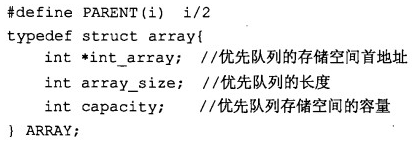 #define PARENT(i) i/2
typedef struct array{
int *int_array; //优先队列的存储空间首地址
int array_size; //优先队列的长度
int capacity; //优先队列存储空间的容量
} ARRAY;